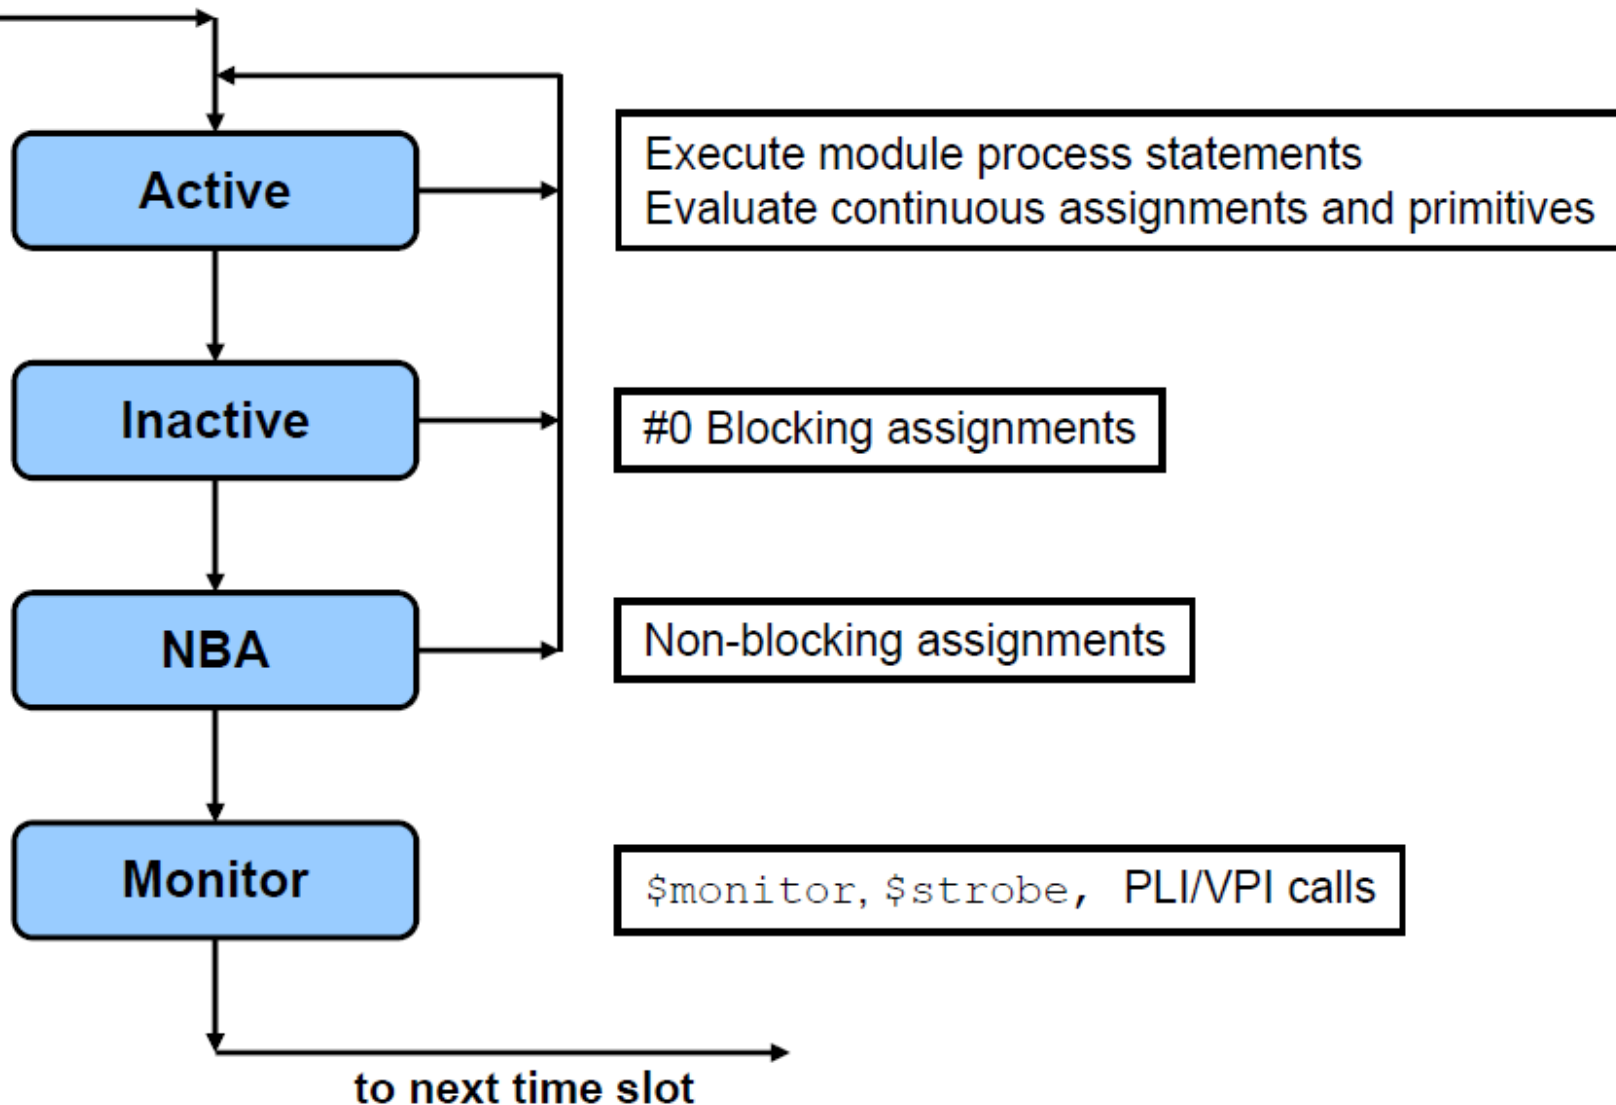 Active
Execute module process statements
Evaluate continuous assignments and primitives
Inactive
#0 Blocking assignments
NBA
Non-blocking assignments
Monitor
$monitor, $strobe, PLI/VPI calls
to next time slot